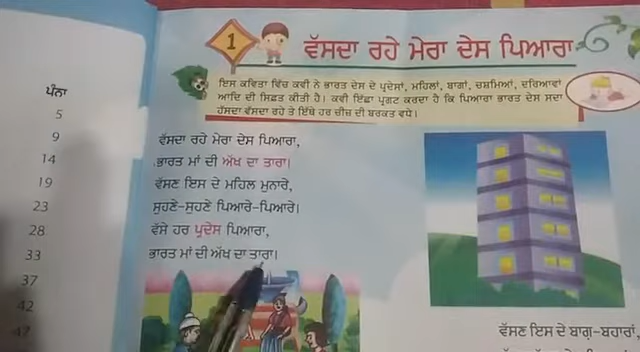 ਪੰਨਾ
5
9
14
19
23
28
33
37
42
47
1
ਵੱਸਦਾ ਰਹੇ ਮੇਰਾ ਦੇਸ ਪਿਆਰਾ
ਇਸ ਕਵਿਤਾ ਵਿੱਚ ਕਵੀ ਨੇ ਭਾਰਤ ਦੇਸ ਦੇ ਪ੍ਰਦੇਸਾਂ, ਮਹਿਲਾਂ, ਬਾਗਾਂ, ਚਸ਼ਮਿਆਂ, ਦਰਿਆਵਾਂ
ਆਦਿ ਦੀ ਸਿਫ਼ਤ ਕੀਤੀ ਹੈ। ਕਵੀ ਇੱਛਾ ਪ੍ਰਗਟ ਕਰਦਾ ਹੈ ਕਿ ਪਿਆਰਾ ਭਾਰਤ ਦੇਸ ਸਦਾ
ਹੱਸਦਾ ਵੱਸਦਾ ਰਹੇ ਤੇ ਇੱਥੇ ਹਰ ਚੀਜ਼ ਦੀ ਬਰਕਤ ਵਧੇ।
ਵੱਸਦਾ ਰਹੇ ਮੇਰਾ ਦੇਸ ਪਿਆਰਾ,
ਭਾਰਤ ਮਾਂ ਦੀ ਅੱਖ ਦਾ ਤਾਰਾ।
ਵੱਸਣ ਇਸ ਦੇ ਮਹਿਲ ਮੁਨਾਰੇ,
ਸੁਹਣੇ-ਸੁਹਣੇ ਪਿਆਰੇ-ਪਿਆਰੇ।
ਵੱਸੇ ਹਰ ਪ੍ਰਦੇਸ ਪਿਆਰਾ,
ਭਾਰਤ ਮਾਂ ਦੀ ਅੱਖ ਦਾ ਤਾਰਾ।
ਵੱਸਣ ਇਸ ਦੇ ਬਾਗ਼-ਬਹਾਰਾਂ,